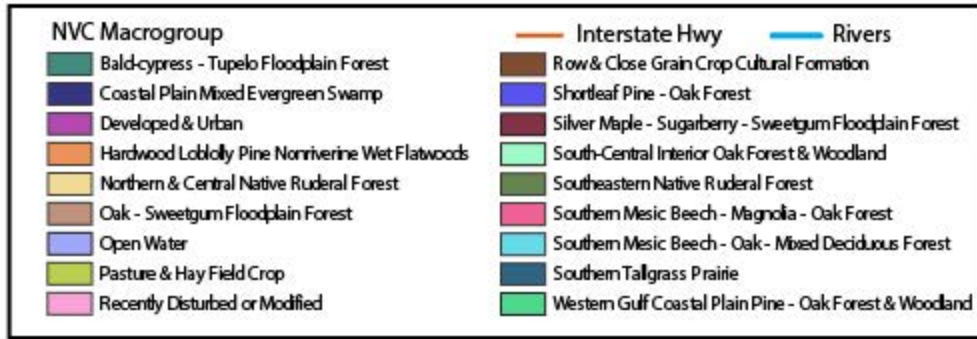 NVC Macrogroup
Interstate Hwy
Rivers
Bald-cypress - Tupelo Floodplain Forest
Coastal Plain Mixed Evergreen Swamp
Developed & Urban
Hardwood Loblolly Pine Nonriverine Wet Flatwoods
Northern & Central Native Ruderal Forest
Oak - Sweetgum Floodplain Forest
Open Water
Pasture & Hay Field Crop
Recently Disturbed or Modified
Row & Close Grain Crop Cultural Formation
Shortleaf Pine - Oak Forest
Silver Maple - Sugarberry - Sweetgum Floodplain Forest
South-Central Interior Oak Forest & Woodland
Southeastern Native Ruderal Forest
Southern Mesic Beech - Magnolia - Oak Forest
Southern Mesic Beech - Oak - Mixed Deciduous Forest
Southern Tallgrass Prairie
Western Gulf Coastal Plain Pine - Oak Forest & Woodland